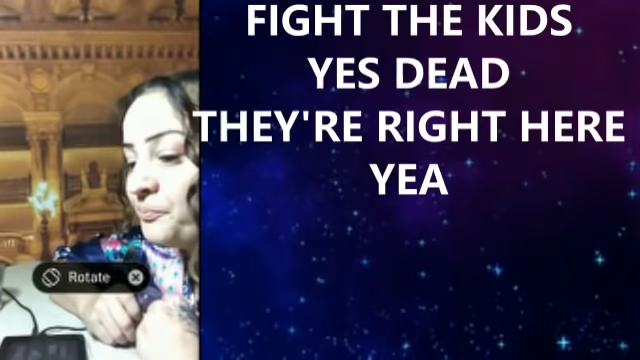 FIGHT THE KIDS
YES DEAD
THEY'RE RIGHT HERE
YEA
Rotate